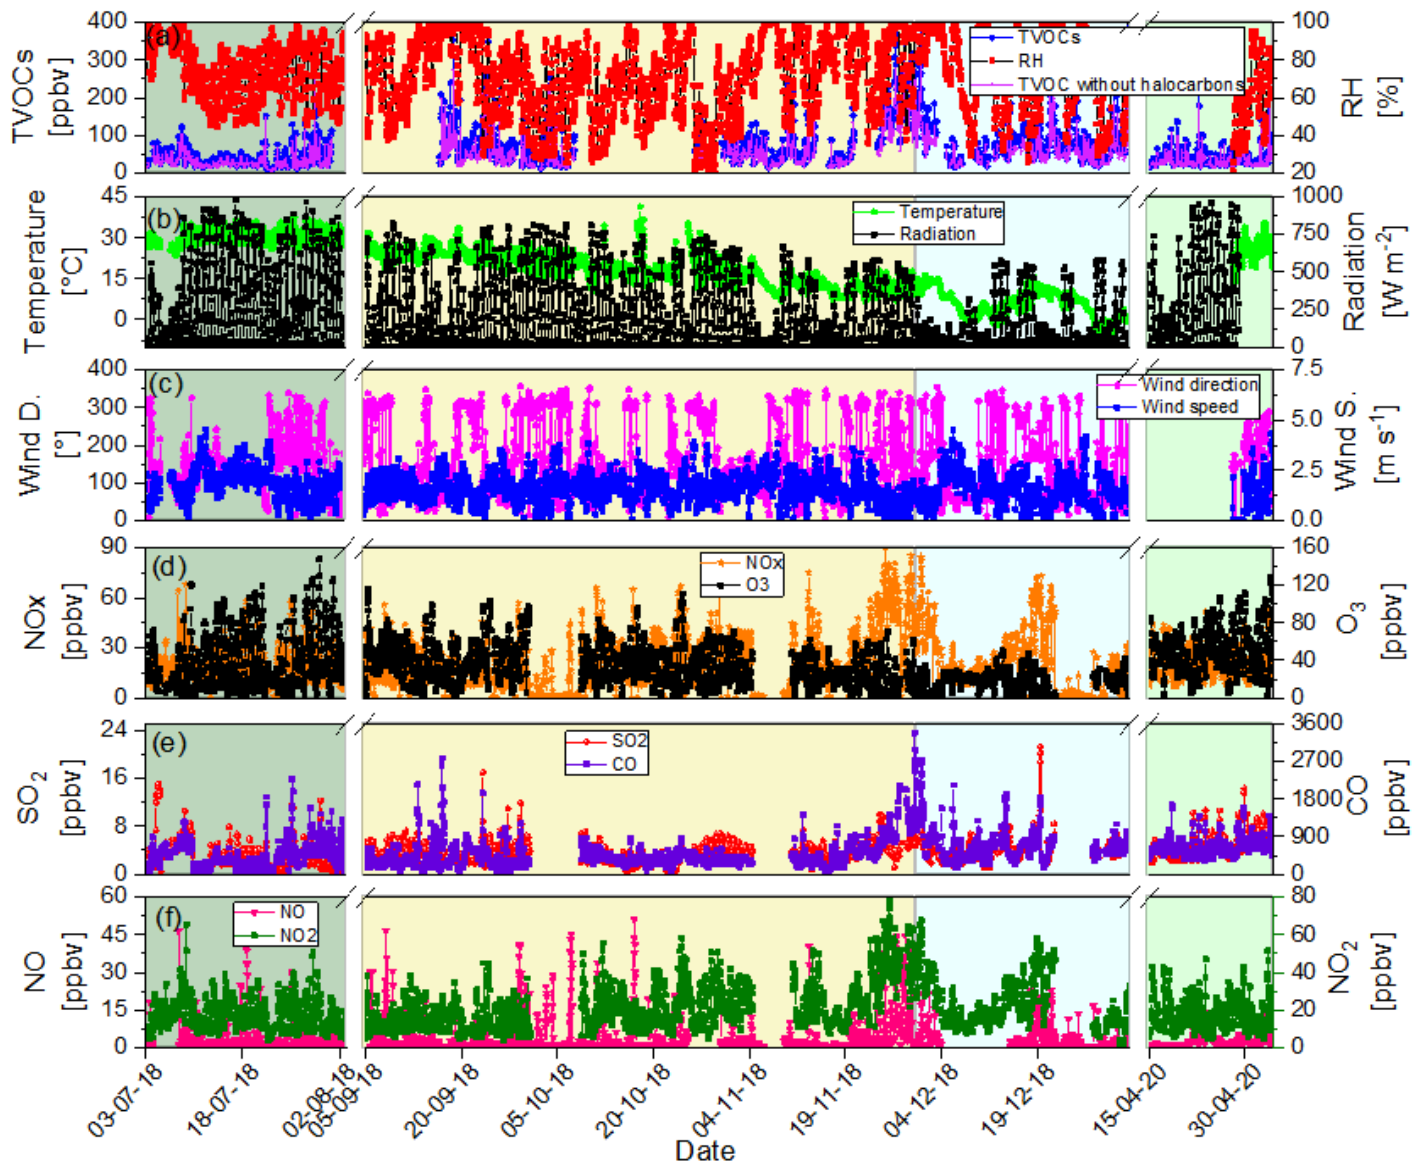 (a)
TVOCs
[ppbv]
400
300
200
100
0
TVOCs
RH
TVOC without halocarbons
100
80
60
40
20
RH
[%]
(b)
Temperature
[°C]
45
30
15
0
Temperature
Radiation
1000
750
500
250
0
Radiation
[W m-2]
(c)
Wind D.
[°]
400
300
200
100
0
Wind direction
Wind speed
7.5
5.0
2.5
0.0
Wind S.
[m s-1]
(d)
NOx
[ppbv]
90
60
30
0
NOx
O3
160
120
80
40
0
O3
[ppbv]
(e)
SO2
[ppbv]
24
16
8
0
SO2
CO
3600
2700
1800
900
0
CO
[ppbv]
(f)
NO
[ppbv]
60
45
30
15
0
NO
NO2
80
60
40
20
0
NO2
[ppbv]
03-07-18
18-07-18
02-08-18
05-09-18
20-09-18
05-10-18
20-10-18
04-11-18
19-11-18
04-12-18
19-12-18
15-04-20
30-04-20
Date